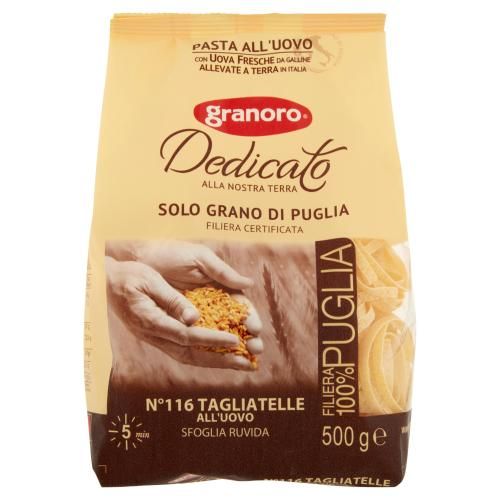 PASTA ALL'UOVO
CON UOVA FRESCHE DA GALLINE
ALLEVATE A TERRA IN ITALIA
granoro®
Dedicato
ALLA NOSTRA TERRA
SOLO GRANO DI PUGLIA
FILIERA CERTIFICATA
FILIERA
100% PUGLIA
N°116 TAGLIATELLE
ALL'UOVO
SFOGLIA RUVIDA
5 min
500 g e
N°116 TAGLIATELLE